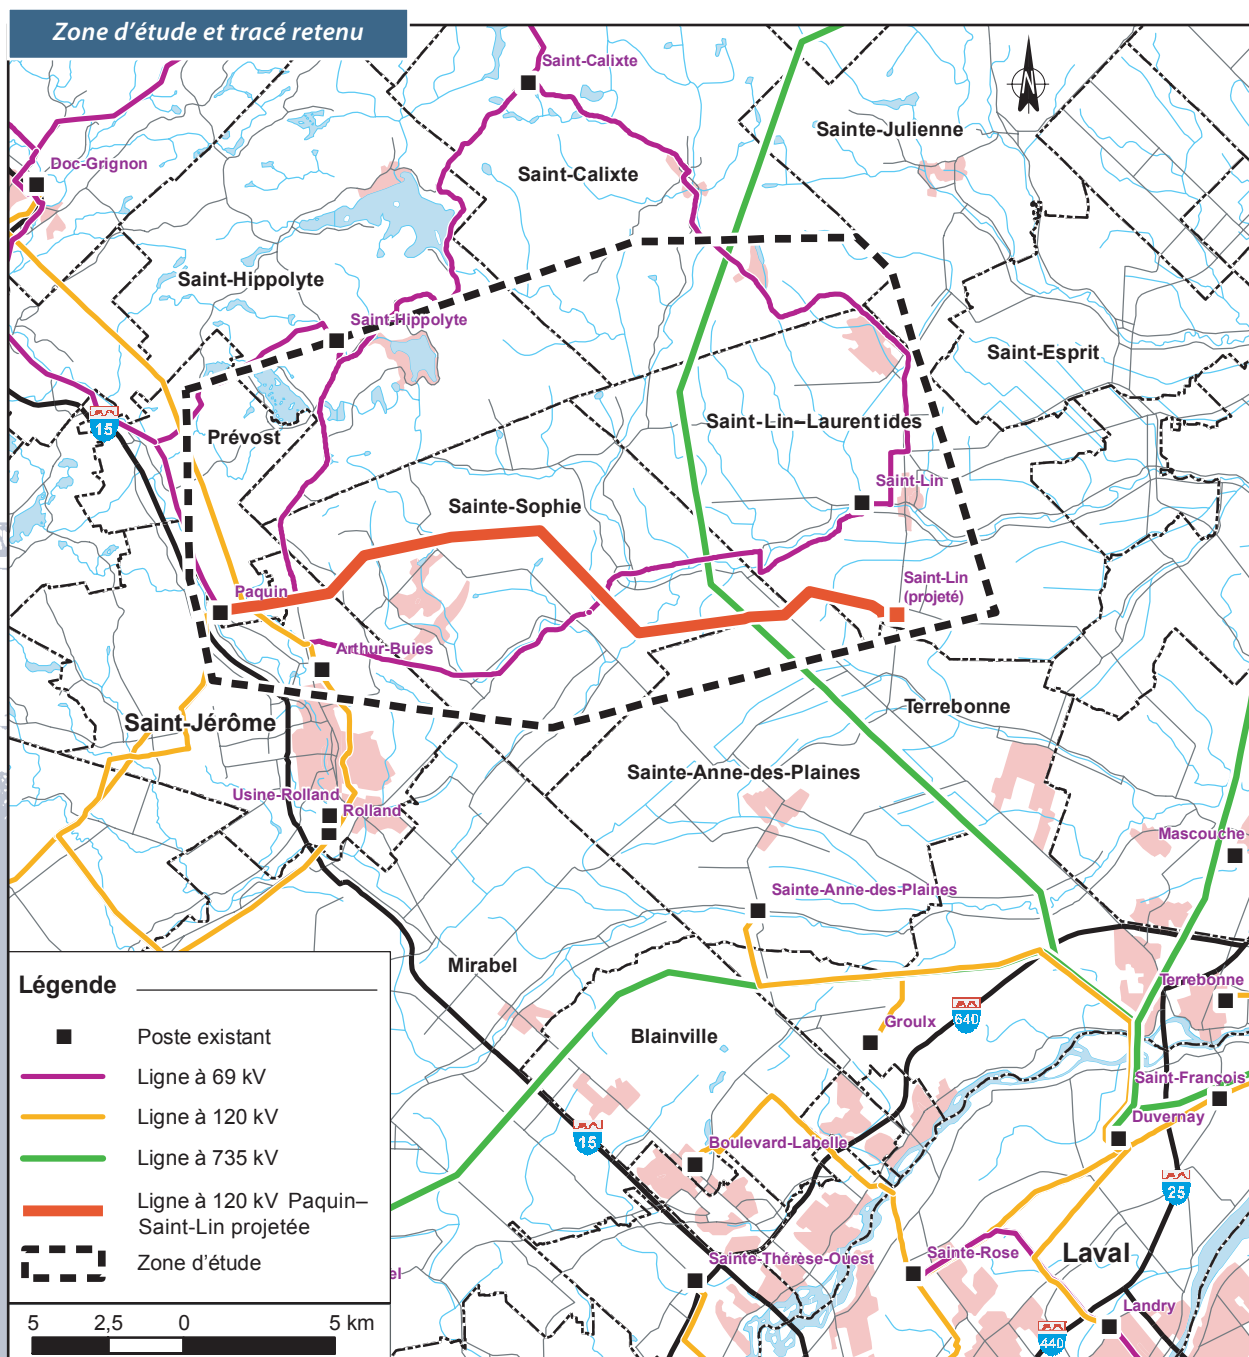 Zone d'étude et tracé retenu
Saint-Calixte
Sainte-Julienne
Doc-Grignon
Saint-Calixte
Saint-Hippolyte
Saint-Hippolyte
Saint-Esprit
15
Prévost
Saint-Lin–Laurentides
Saint-Lin
Sainte-Sophie
Paquin
Saint-Lin
(projeté)
Arthur-Buies
Saint-Jérôme
Terrebonne
Sainte-Anne-des-Plaines
Usine-Rolland
Rolland
Mascouche
Sainte-Anne-des-Plaines
Mirabel
Terrebonne
Groulx
640
Blainville
Saint-François
Duvernay
15
Boulevard-Labelle
25
Sainte-Thérèse-Ouest
Sainte-Rose
Laval
el
Landry
440
Légende
Poste existant
Ligne à 69 kV
Ligne à 120 kV
Ligne à 735 kV
Ligne à 120 kV Paquin–
Saint-Lin projetée
Zone d'étude
5 2,5 0 5 km